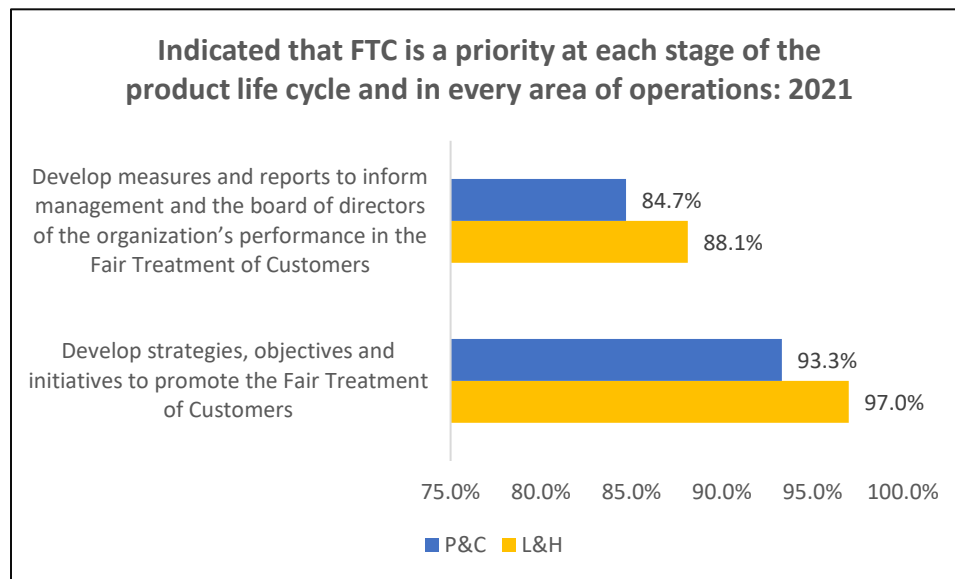 Indicated that FTC is a priority at each stage of the
product life cycle and in every area of operations: 2021
Develop measures and reports to inform
management and the board of directors
of the organization’s performance in the
Fair Treatment of Customers
84.7%
88.1%
Develop strategies, objectives and
initiatives to promote the Fair Treatment
of Customers
93.3%
97.0%
75.0% 80.0% 85.0% 90.0% 95.0% 100.0%
P&C L&H